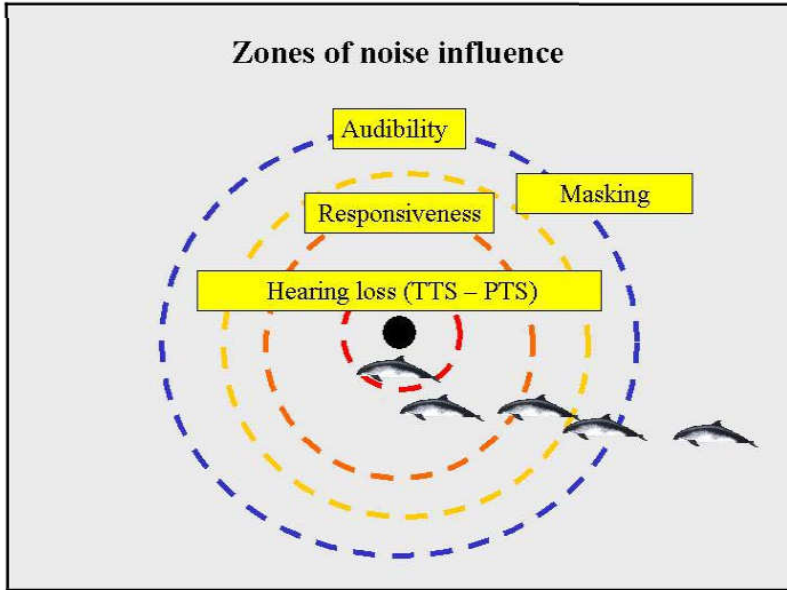 Zones of noise influence
Audibility
Masking
Responsiveness
Hearing loss (TTS – PTS)